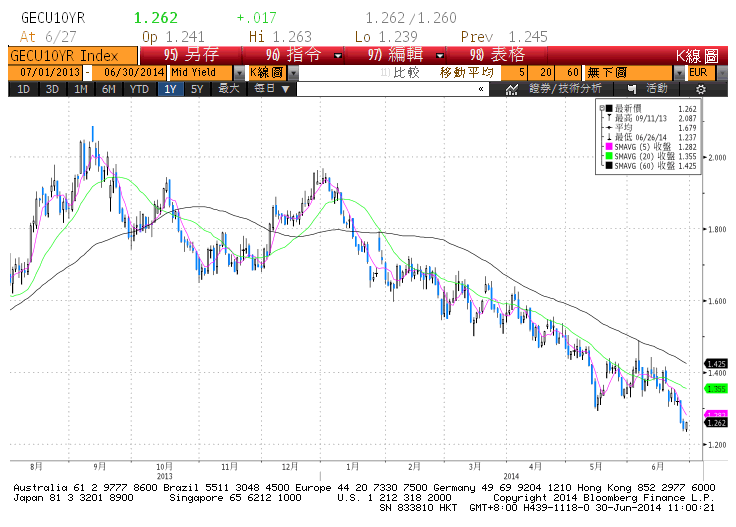 GECU10YR 1.262 +.017 1.262/1.260
At 6/27 Op 1.241 Hi 1.263 Lo 1.239 Prev 1.245
GECU10YR Index 95) 另存 96) 指令 97) 編輯 98) 表格 K線圖
07/01/2013 - 06/30/2014 Mid Yield K線圖 比較 移動平均 5 20 60 無下圖 EUR
1D 3D 1M 6M YTD 1Y 5Y 最大 每日▼ « 證券/技術分析 活動
最新價 1.262
最高 09/11/13 2.087
平均 1.679
最低 06/26/14 1.237
SMAVG (5) 收盤 1.282
SMAVG (20) 收盤 1.355
SMAVG (60) 收盤 1.425
2.000
1.800
1.600
1.425
1.400
1.355
1.262
1.200
8月 9月 10月 11月 12月 1月 2月 3月 4月 5月 6月
2013 2014
Australia 61 2 9777 8600 Brazil 5511 3048 4500 Europe 44 20 7330 7500 Germany 49 69 9204 1210 Hong Kong 852 2977 6000
Japan 81 3 3201 8900 Singapore 65 6212 1000 U.S. 1 212 318 2000 Copyright 2014 Bloomberg Finance L.P.
SN 833810 HKT GMT+8:00 H439-1118-0 30-Jun-2014 11:00:21